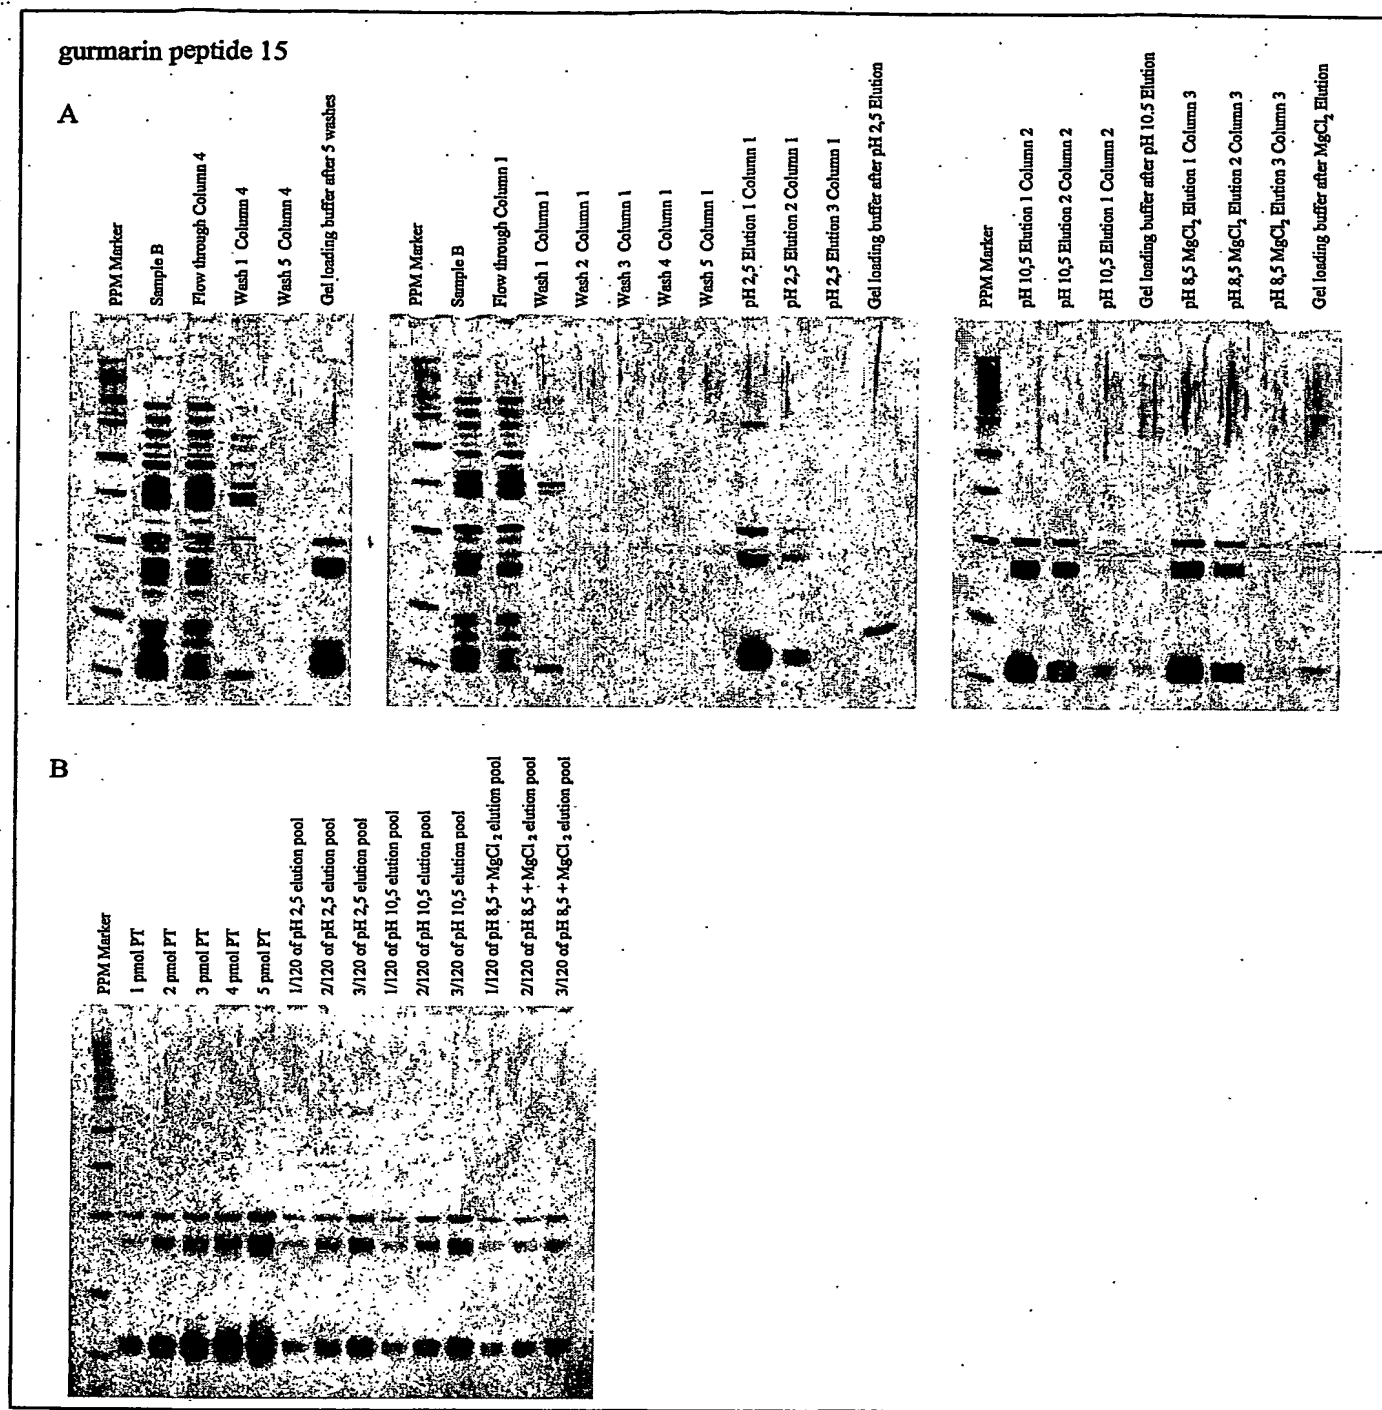 gurmarin peptide 15
A
PPM Marker
Sample B
Flow through Column 4
Wash 1 Column 4
Wash 5 Column 4
Gel loading buffer after 5 washes
PPM Marker
Sample B
Flow through Column 1
Wash 1 Column 1
Wash 2 Column 1
Wash 3 Column 1
Wash 4 Column 1
Wash 5 Column 1
pH 2,5 Elution 1 Column 1
pH 2,5 Elution 2 Column 1
pH 2,5 Elution 3 Column 1
Gel loading buffer after pH 2,5 Elution
PPM Marker
pH 10,5 Elution 1 Column 2
pH 10,5 Elution 2 Column 2
pH 10,5 Elution 1 Column 2
Gel loading buffer after pH 10.5 Elution
pH 8,5 MgCl₂ Elution 1 Column 3
pH 8,5 MgCl₂ Elution 2 Column 3
pH 8,5 MgCl₂ Elution 3 Column 3
Gel loading buffer after MgCl₂ Elution
B
PPM Marker
1 pmol PT
2 pmol PT
3 pmol PT
4 pmol PT
5 pmol PT
1/120 of pH 2,5 elution pool
2/120 of pH 2,5 elution pool
3/120 of pH 2,5 elution pool
1/120 of pH 10,5 elution pool
2/120 of pH 10,5 elution pool
3/120 of pH 10,5 elution pool
1/120 of pH 8,5 + MgCl₂ elution pool
2/120 of pH 8,5 + MgCl₂ elution pool
3/120 of pH 8,5 + MgCl₂ elution pool